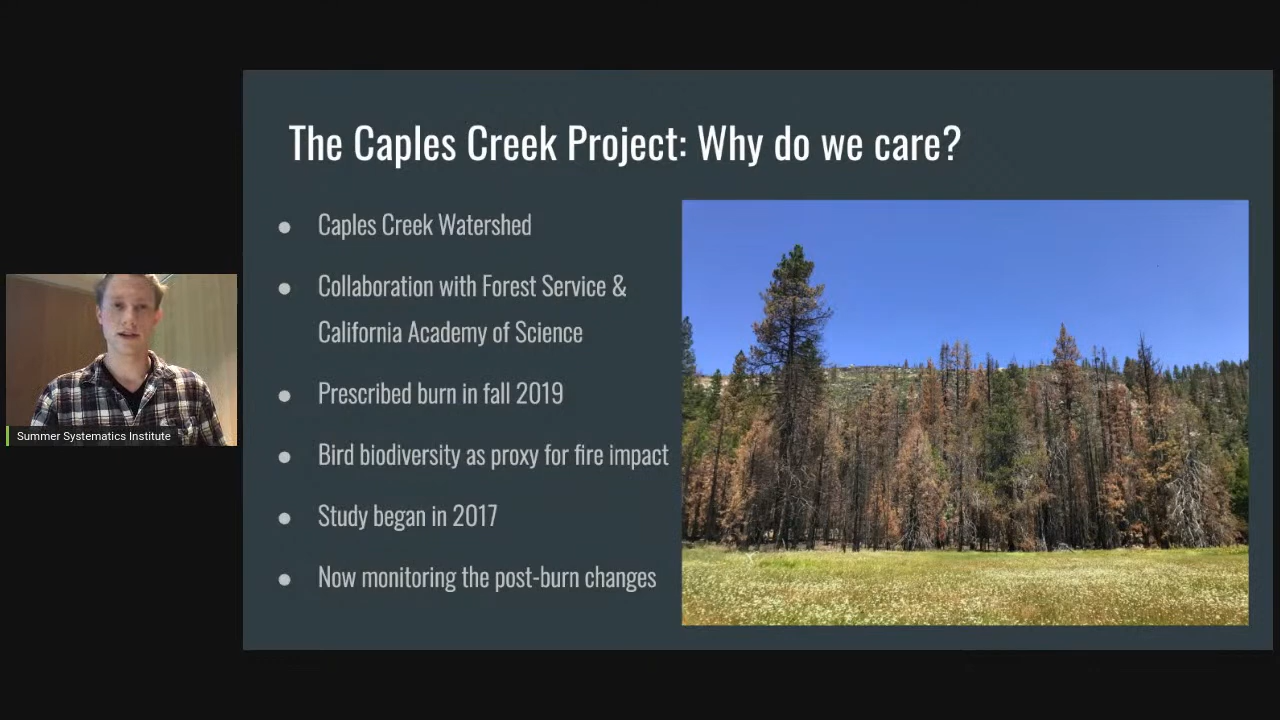 The Caples Creek Project: Why do we care?
● Caples Creek Watershed
● Collaboration with Forest Service &
California Academy of Science
● Prescribed burn in fall 2019
● Bird biodiversity as proxy for fire impact
● Study began in 2017
● Now monitoring the post-burn changes
Summer Systematics Institute